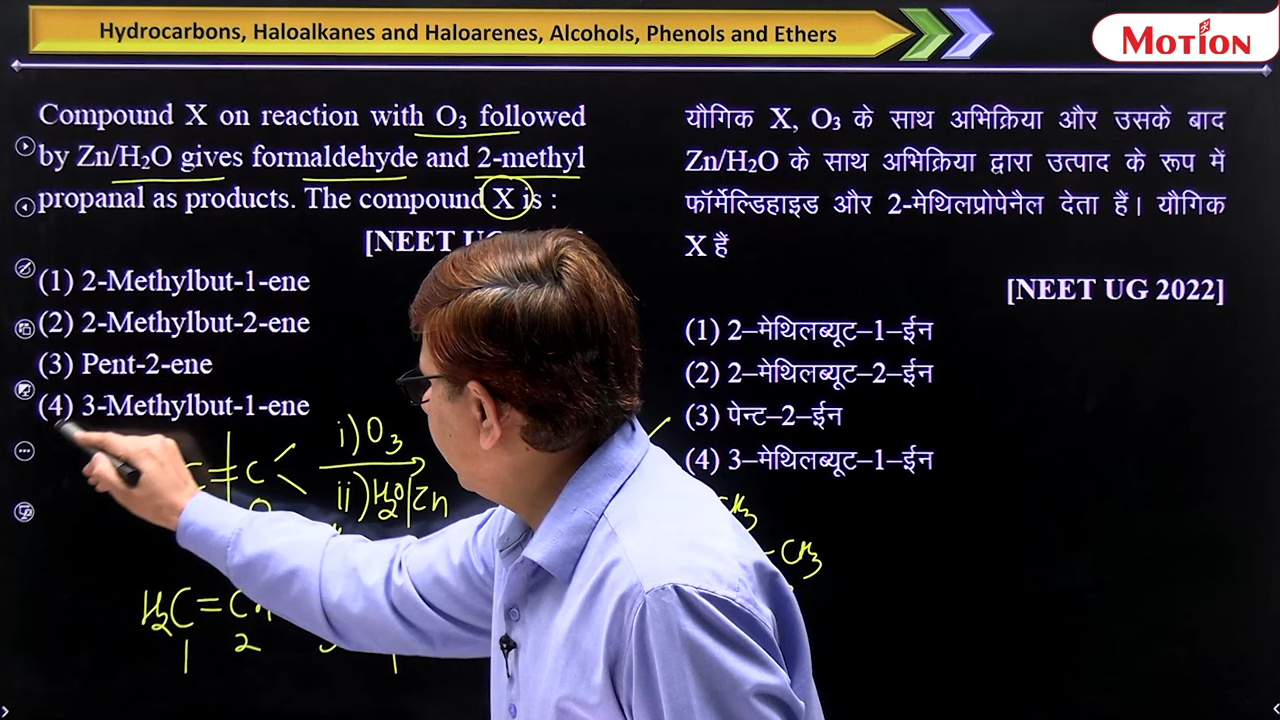 Hydrocarbons, Haloalkanes and Haloarenes, Alcohols, Phenols and Ethers
MOTION
Compound X on reaction with O₃ followed
by Zn/H₂O gives formaldehyde and 2-methyl
propanal as products. The compound X is :
[NEET
(1) 2-Methylbut-1-ene
(2) 2-Methylbut-2-ene
(3) Pent-2-ene
(4) 3-Methylbut-1-ene
यौगिक X, O₃ के साथ अभिक्रिया और उसके बाद
Zn/H₂O के साथ अभिक्रिया द्वारा उत्पाद के रूप में
फॉर्मेल्डिहाइड और 2-मेथिलप्रोपेनैल देता हैं। यौगिक
X हैं
[NEET UG 2022]
(1) 2–मेथिलब्यूट–1–ईन
(2) 2–मेथिलब्यूट–2–ईन
(3) पेन्ट–2–ईन
(4) 3–मेथिलब्यूट–1–ईन
i) O₃
C=C
ii) H₂O/Zn
CH₃
-CH₃
H₂C=C
1 2